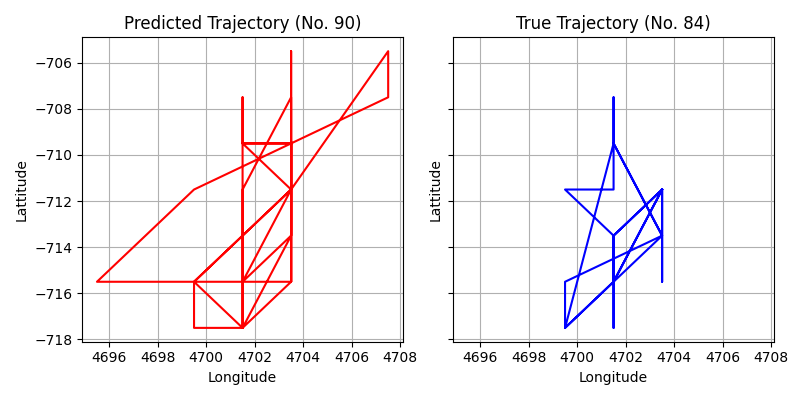 Predicted Trajectory (No. 90)
True Trajectory (No. 84)
Lattitude
−706
−708
−710
−712
−714
−716
−718
4696 4698 4700 4702 4704 4706 4708
Longitude
Lattitude
4696 4698 4700 4702 4704 4706 4708
Longitude